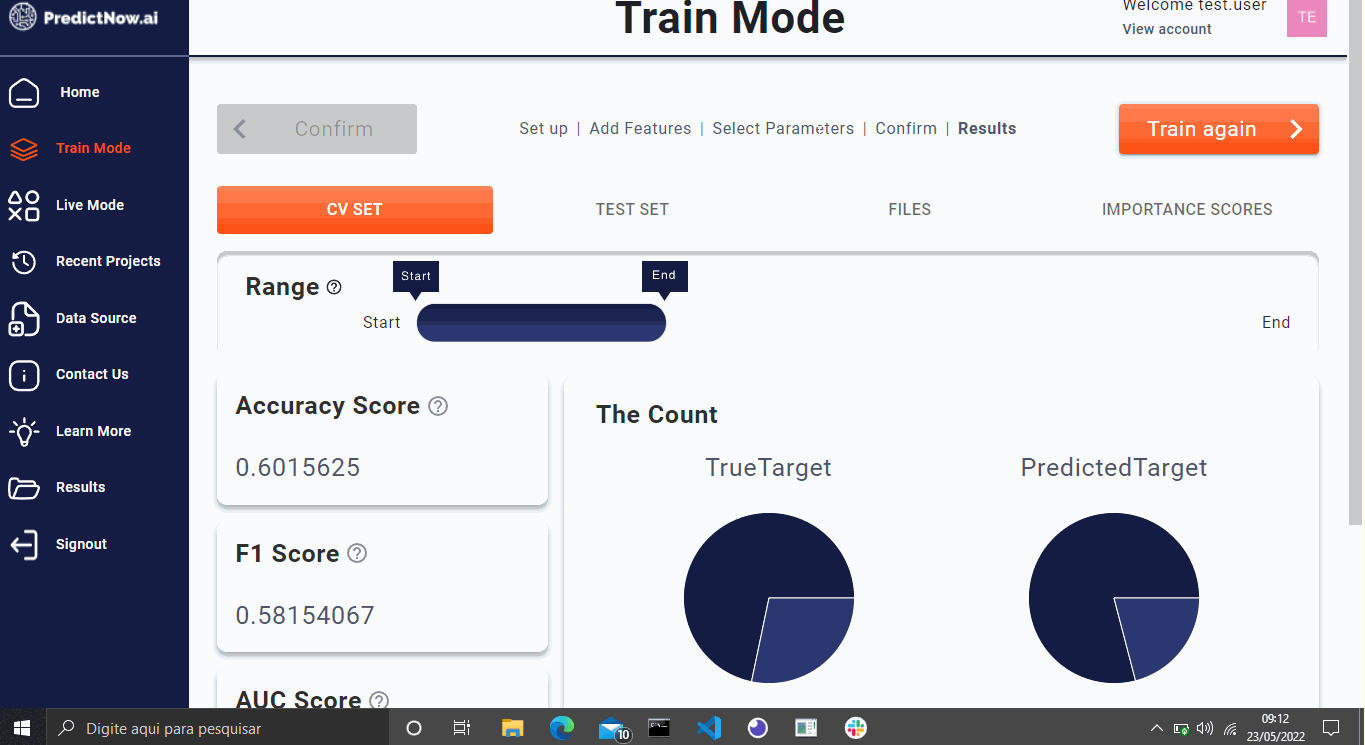 PredictNow.ai
Train Mode
Welcome test.user
View account
TE
Home
Train Mode
Live Mode
Recent Projects
Data Source
Contact Us
Learn More
Results
Signout
Confirm
Set up | Add Features | Select Parameters | Confirm | Results
Train again
CV SET
TEST SET
FILES
IMPORTANCE SCORES
Range ?
Start
End
Start
End
Accuracy Score ?
0.6015625
F1 Score ?
0.58154067
AUC Score ?
The Count
TrueTarget
PredictedTarget
Digite aqui para pesquisar
10
09:12
23/05/2022